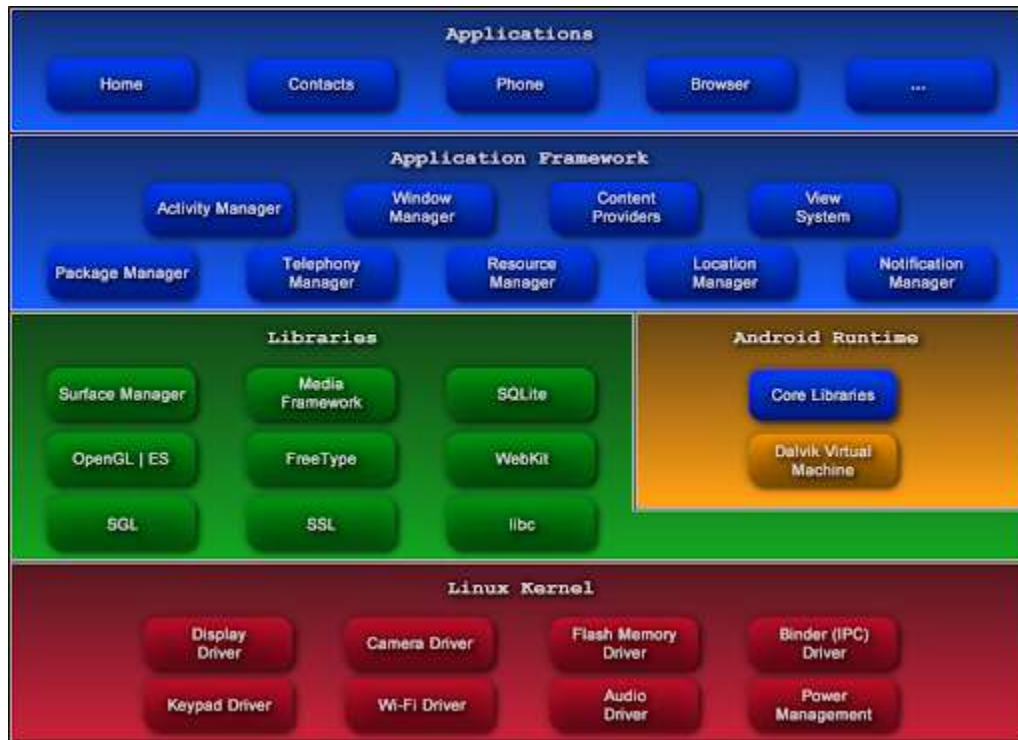 Applications
Home
Contacts
Phone
Browser
...
Application Framework
Activity Manager
Window
Manager
Content
Providers
View
System
Package Manager
Telephony
Manager
Resource
Manager
Location
Manager
Notification
Manager
Libraries
Surface Manager
Media
Framework
SQLite
OpenGL | ES
FreeType
WebKit
SGL
SSL
libc
Android Runtime
Core Libraries
Dalvik Virtual
Machine
Linux Kernel
Display
Driver
Camera Driver
Flash Memory
Driver
Binder (IPC)
Driver
Keypad Driver
Wi-Fi Driver
Audio
Driver
Power
Management